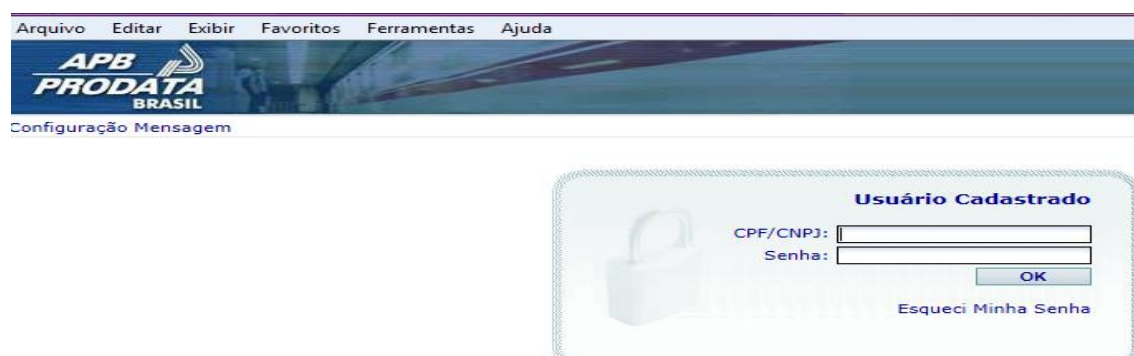 Arquivo Editar Exibir Favoritos Ferramentas Ajuda
APB
PRODATA
BRASIL
Configuração Mensagem
Usuário Cadastrado
CPF/CNPJ:
Senha:
OK
Esqueci Minha Senha